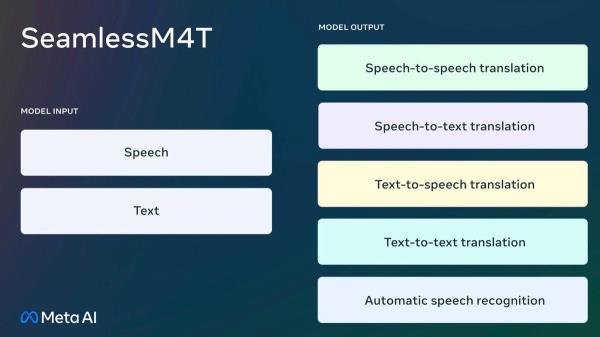 SeamlessM4T
MODEL INPUT
Speech
Text
MODEL OUTPUT
Speech-to-speech translation
Speech-to-text translation
Text-to-speech translation
Text-to-text translation
Automatic speech recognition
Meta AI